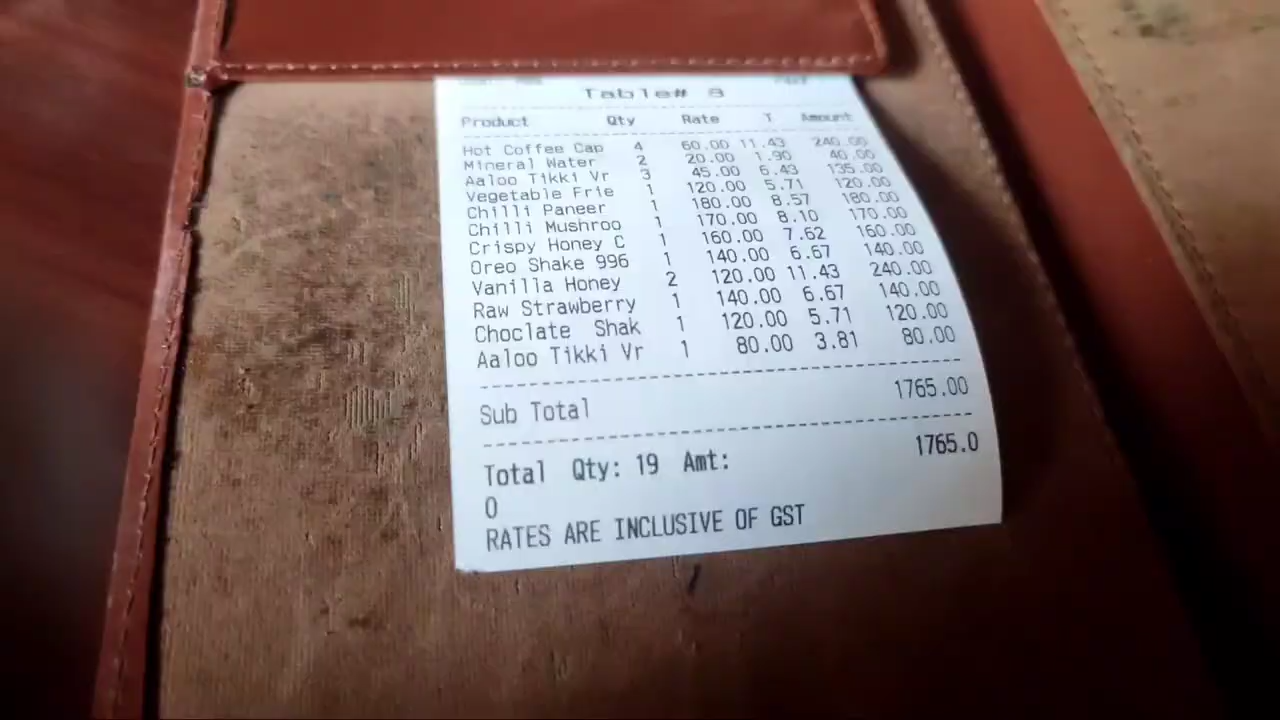 Table# 8
Product Qty Rate T Amount
Hot Coffee Cap 4 60.00 11.43 240.00
Mineral Water 2 20.00 1.90 40.00
Aaloo Tikki Vr 3 45.00 6.43 135.00
Vegetable Frie 1 120.00 5.71 120.00
Chilli Paneer 1 180.00 8.57 180.00
Chilli Mushroo 1 170.00 8.10 170.00
Crispy Honey C 1 160.00 7.62 160.00
Oreo Shake 996 1 140.00 6.67 140.00
Vanilla Honey 2 120.00 11.43 240.00
Raw Strawberry 1 140.00 6.67 140.00
Choclate Shak 1 120.00 5.71 120.00
Aaloo Tikki Vr 1 80.00 3.81 80.00
Sub Total 1765.00
Total Qty: 19 Amt: 1765.0
0
RATES ARE INCLUSIVE OF GST